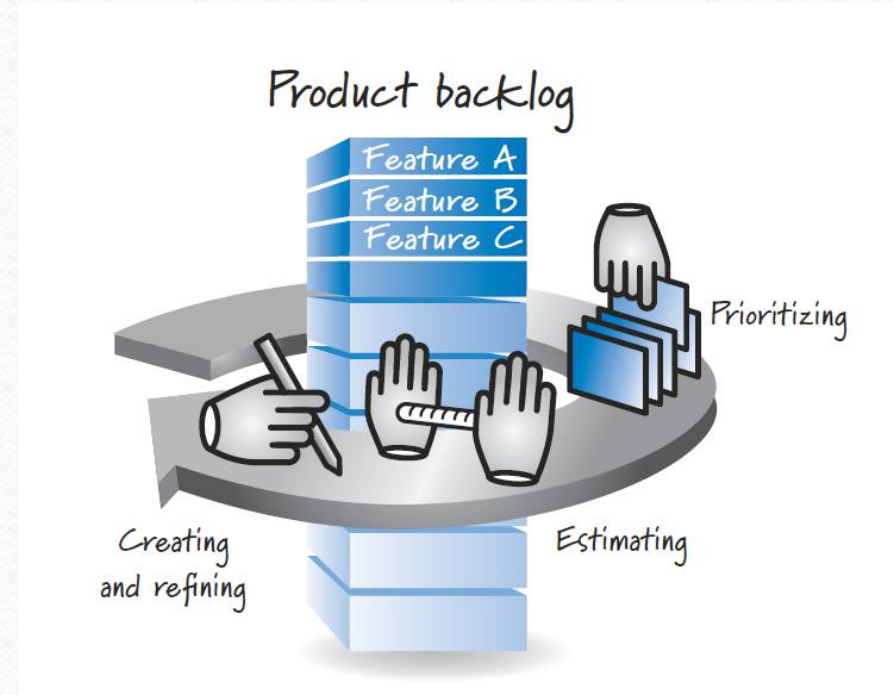 Product backlog
Feature A
Feature B
Feature C
Prioritizing
Creating
and refining
Estimating